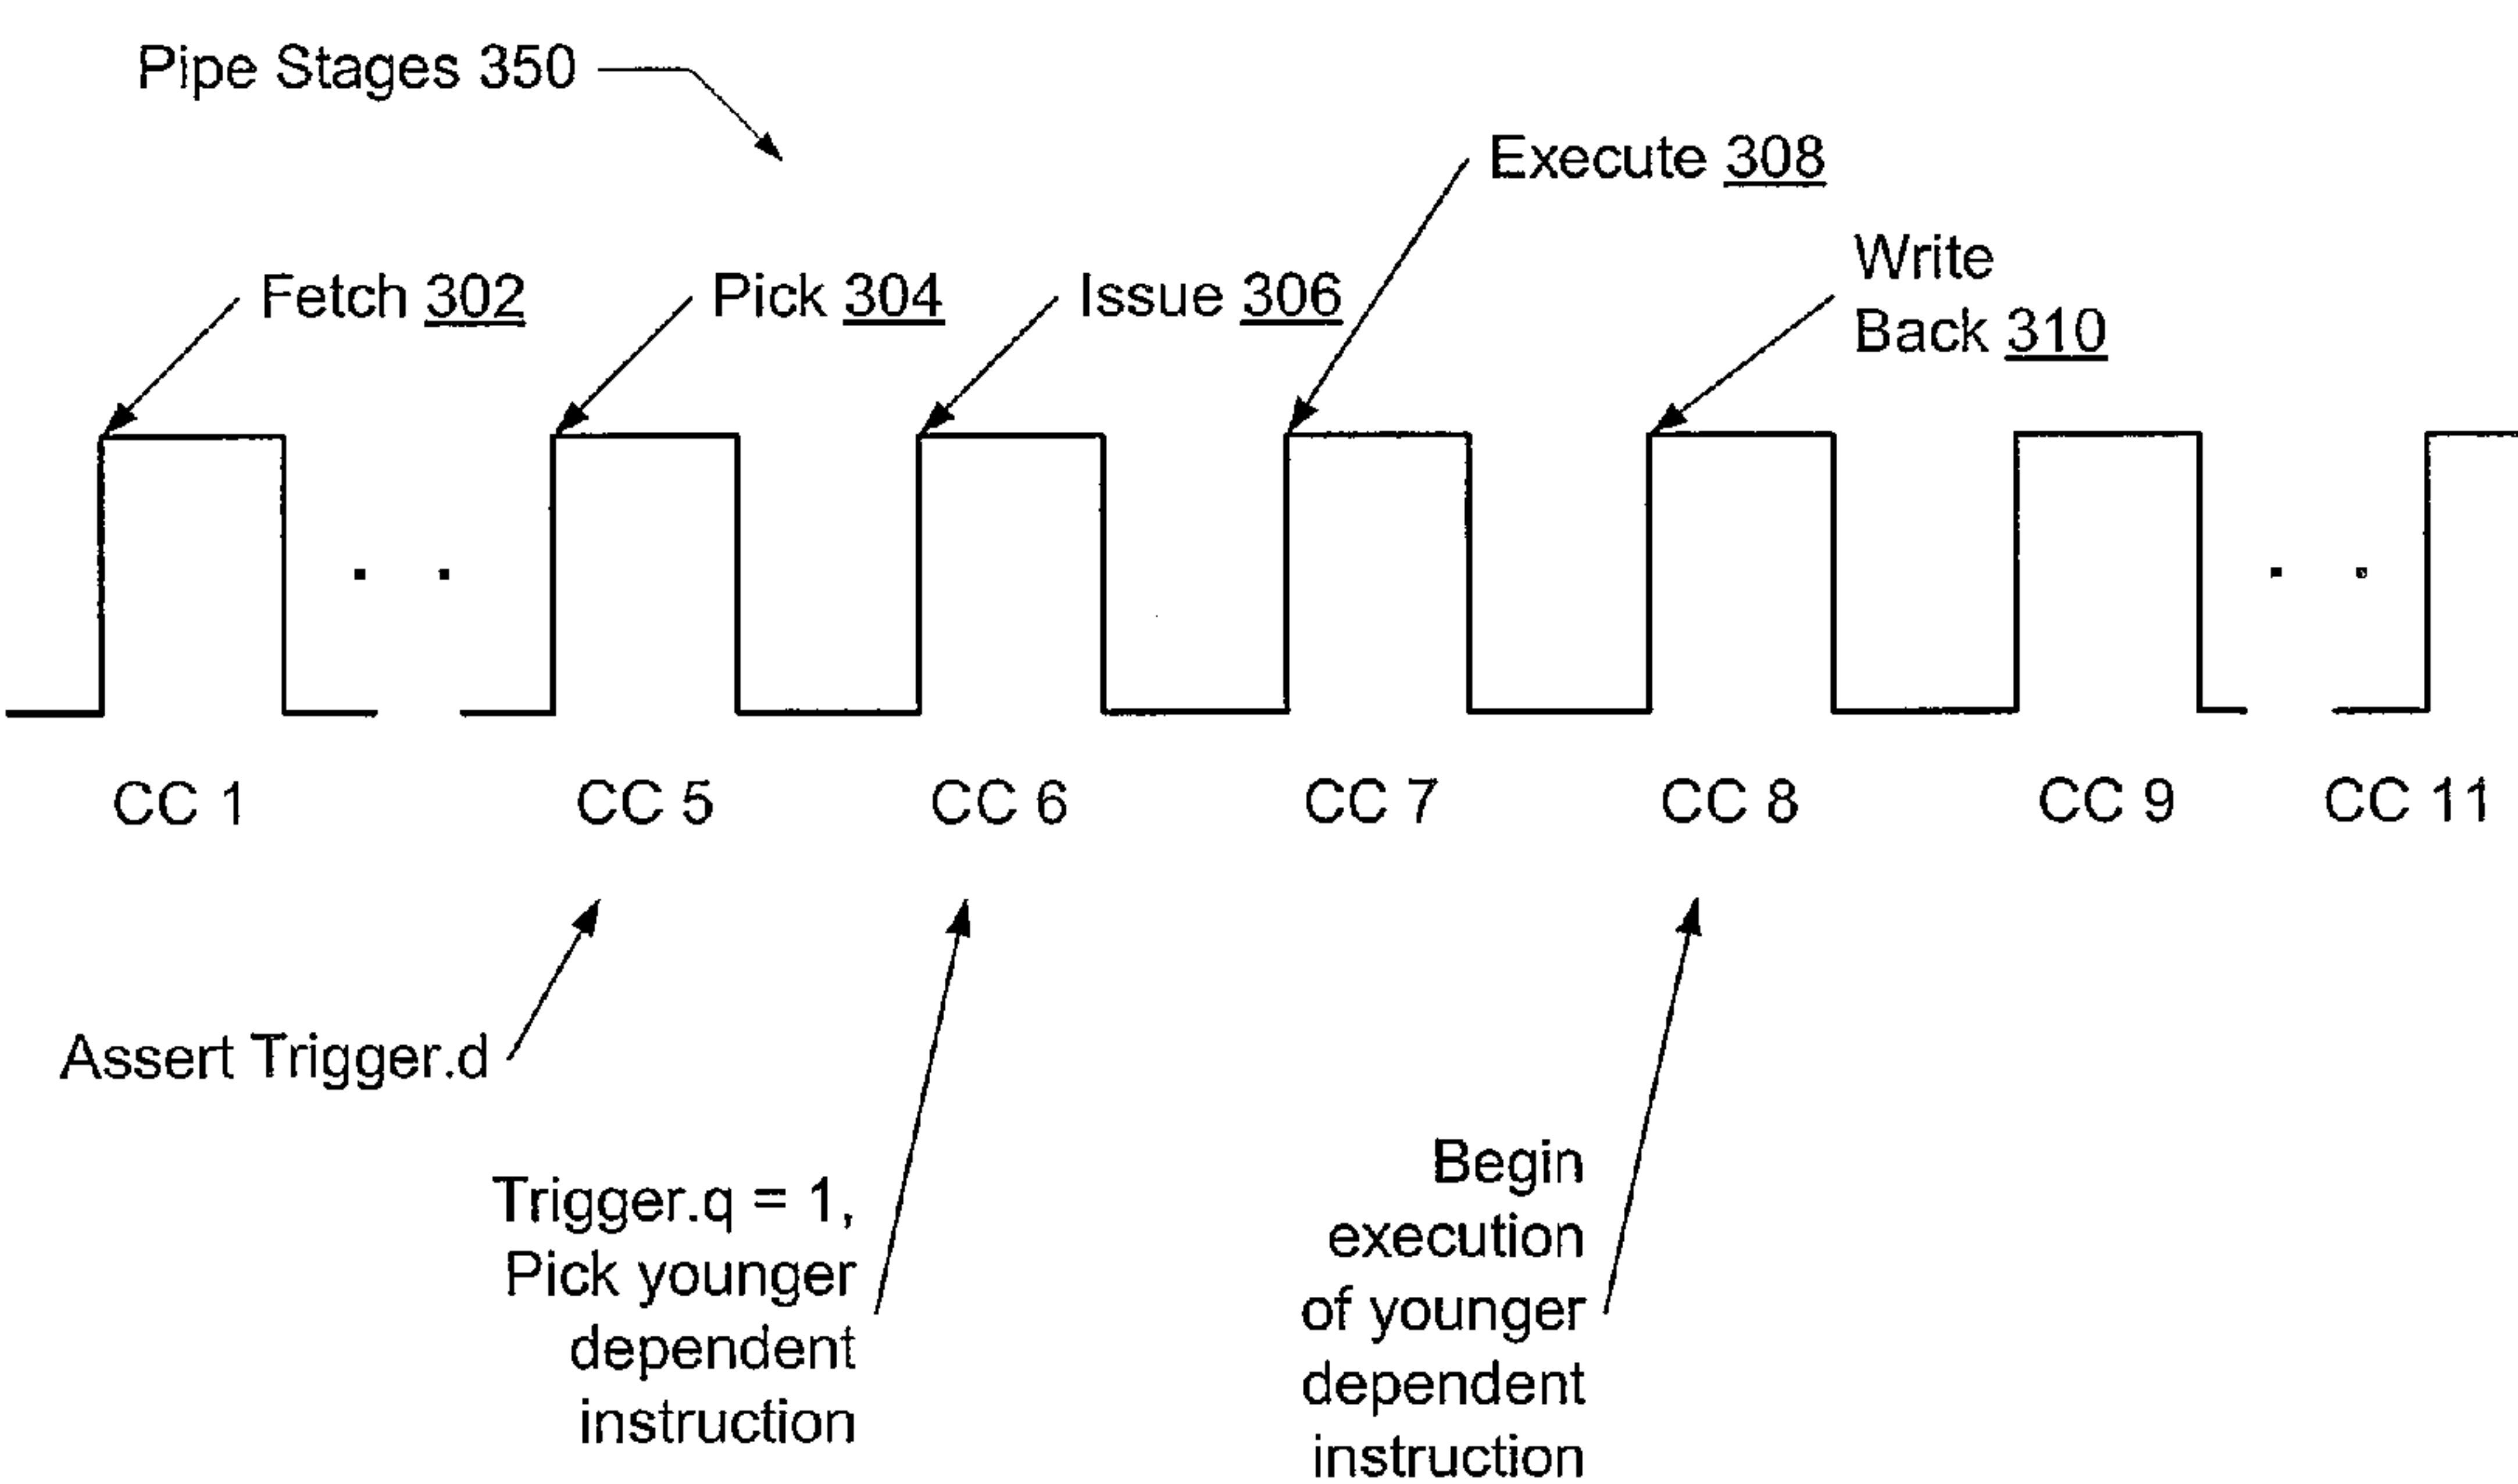 Pipe Stages 350
Execute 308
Write
Back 310
Fetch 302
Pick 304
Issue 306
CC 1
CC 5
CC 6
CC 7
CC 8
CC 9
CC 11
Assert Trigger.d
Trigger.q = 1,
Pick younger
dependent
instruction
Begin
execution
of younger
dependent
instruction